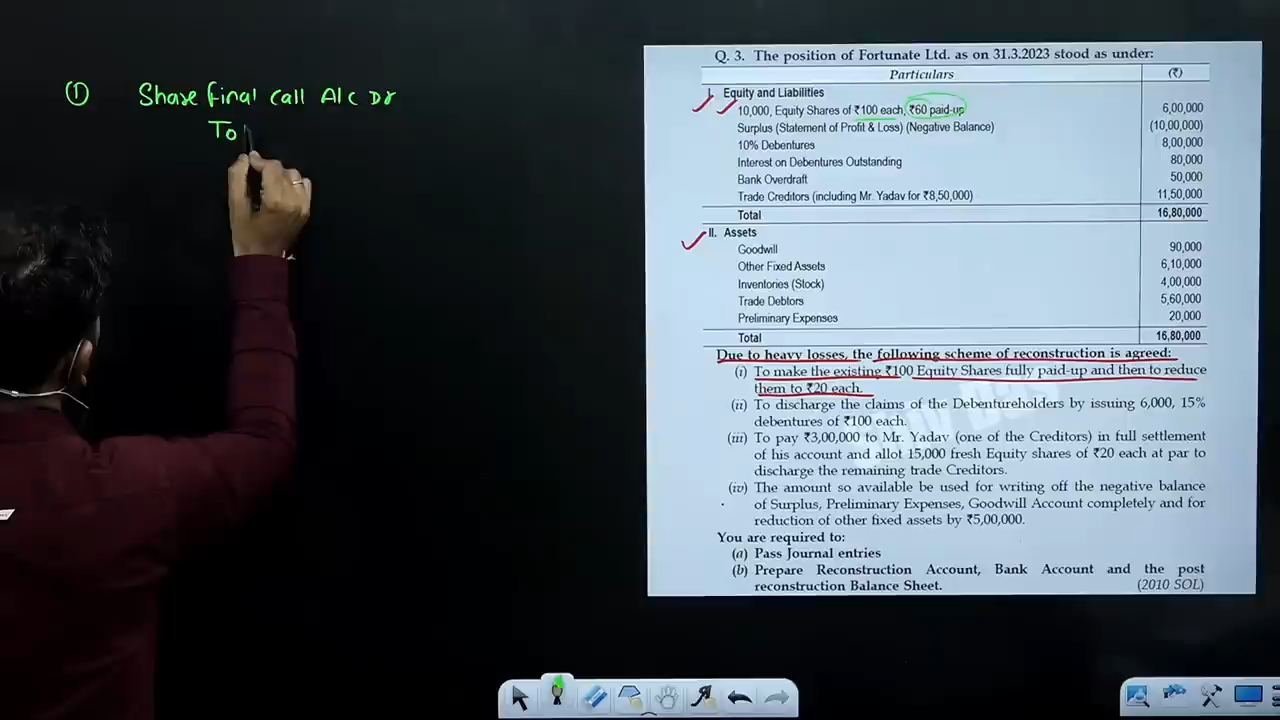 ① Share final call A/c Dr
To
Q. 3. The position of Fortunate Ltd. as on 31.3.2023 stood as under:
Particulars (₹)
I. Equity and Liabilities
10,000, Equity Shares of ₹100 each, ₹60 paid-up 6,00,000
Surplus (Statement of Profit & Loss) (Negative Balance) (10,00,000)
10% Debentures 8,00,000
Interest on Debentures Outstanding 80,000
Bank Overdraft 50,000
Trade Creditors (including Mr. Yadav for ₹8,50,000) 11,50,000
Total 16,80,000
II. Assets
Goodwill 90,000
Other Fixed Assets 6,10,000
Inventories (Stock) 4,00,000
Trade Debtors 5,60,000
Preliminary Expenses 20,000
Total 16,80,000
Due to heavy losses, the following scheme of reconstruction is agreed:
(i) To make the existing ₹100 Equity Shares fully paid-up and then to reduce
them to ₹20 each.
(ii) To discharge the claims of the Debentureholders by issuing 6,000, 15%
debentures of ₹100 each.
(iii) To pay ₹3,00,000 to Mr. Yadav (one of the Creditors) in full settlement
of his account and allot 15,000 fresh Equity shares of ₹20 each at par to
discharge the remaining trade Creditors.
(iv) The amount so available be used for writing off the negative balance
of Surplus, Preliminary Expenses, Goodwill Account completely and for
reduction of other fixed assets by ₹5,00,000.
You are required to:
(a) Pass Journal entries
(b) Prepare Reconstruction Account, Bank Account and the post
reconstruction Balance Sheet. (2010 SOL)